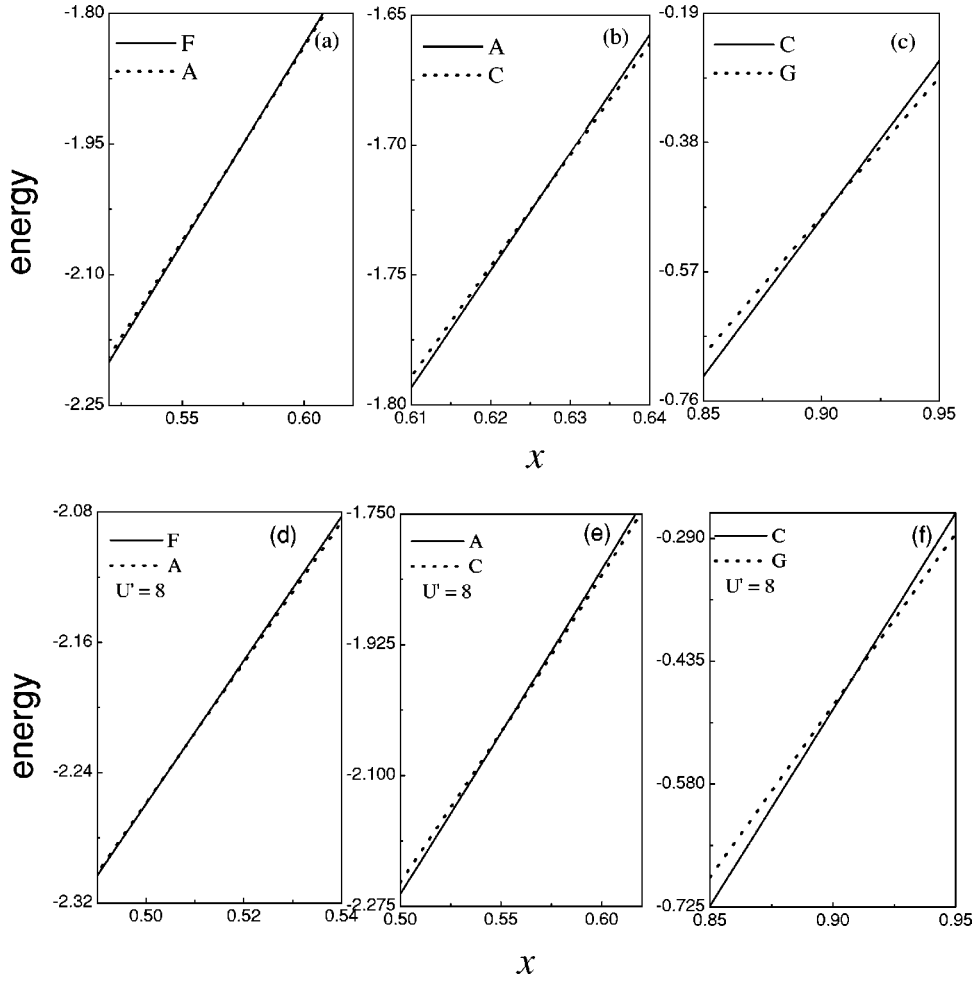 -1.80
F
A
(a)
-1.95
-2.10
-2.25
0.55
0.60
-1.65
A
C
(b)
-1.70
-1.75
-1.80
0.61
0.62
0.63
0.64
-0.19
C
G
(c)
-0.38
-0.57
-0.76
0.85
0.90
0.95
energy
x
-2.08
F
A
U' = 8
(d)
-2.16
-2.24
-2.32
0.50
0.52
0.54
-1.750
A
C
U' = 8
(e)
-1.925
-2.100
-2.275
0.50
0.55
0.60
C
G
U' = 8
(f)
-0.290
-0.435
-0.580
-0.725
0.85
0.90
0.95
energy
x